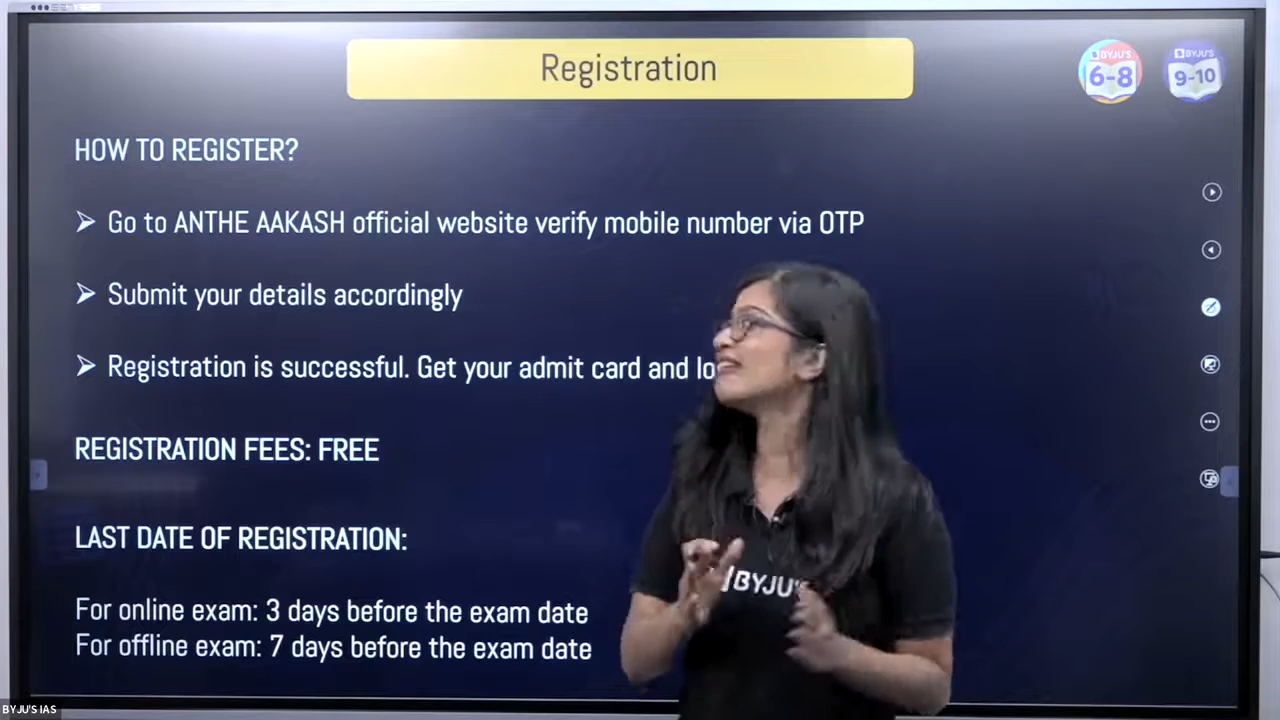 Registration
BYJU'S
6-8
BYJU'S
9-10
HOW TO REGISTER?
➢ Go to ANTHE AAKASH official website verify mobile number via OTP
➢ Submit your details accordingly
➢ Registration is successful. Get your admit card and
REGISTRATION FEES: FREE
LAST DATE OF REGISTRATION:
For online exam: 3 days before the exam date
For offline exam: 7 days before the exam date
BYJU'S
BYJU'S IAS